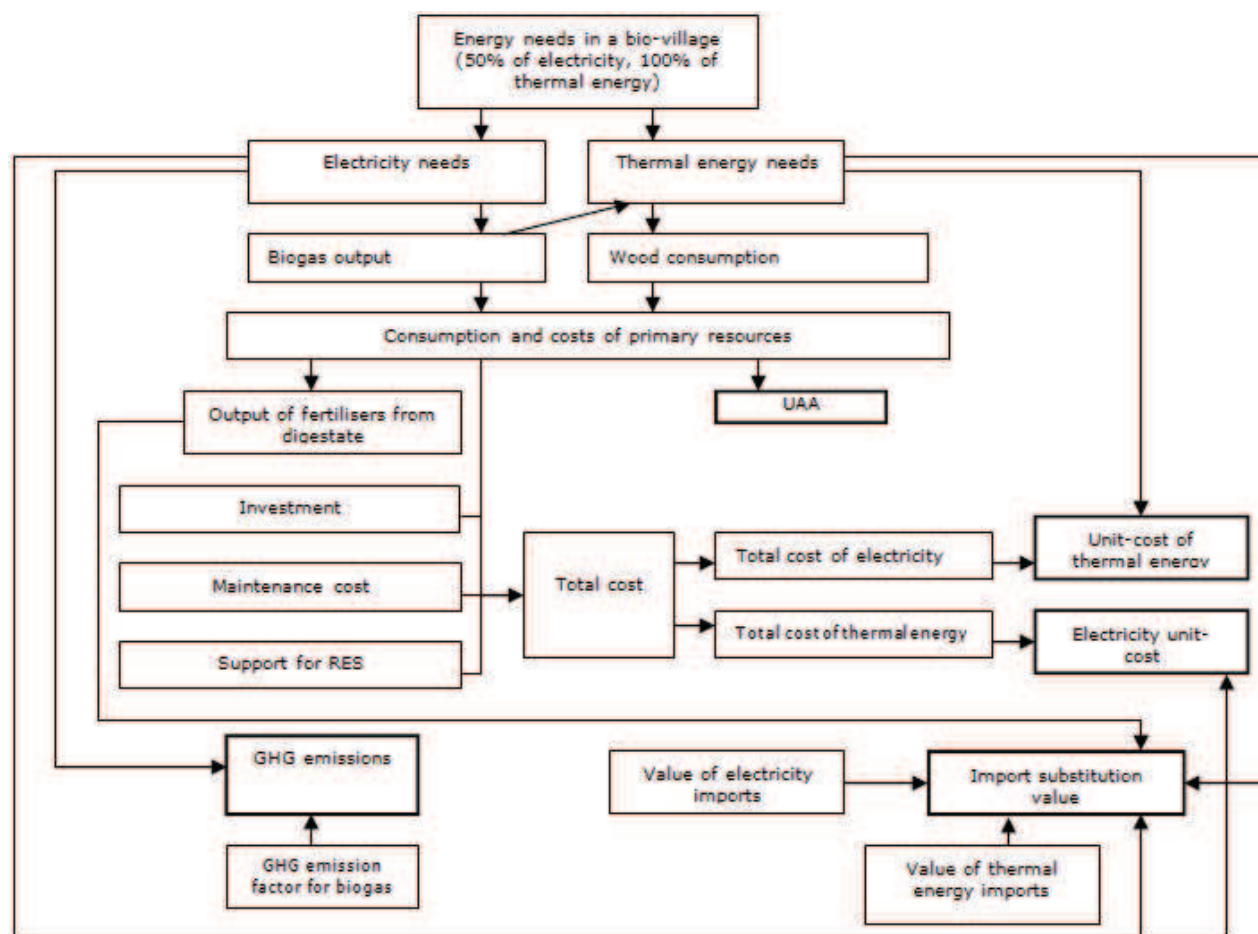 Energy needs in a bio-village
(50% of electricity, 100% of
thermal energy)
Electricity needs
Thermal energy needs
Biogas output
Wood consumption
Consumption and costs of primary resources
Output of fertilisers from
digestate
UAA
Investment
Maintenance cost
Support for RES
Total cost
Total cost of electricity
Total cost of thermal energy
Unit-cost of
thermal energy
Electricity unit-
cost
GHG emissions
GHG emission
factor for biogas
Value of electricity
imports
Import substitution
value
Value of thermal
energy imports